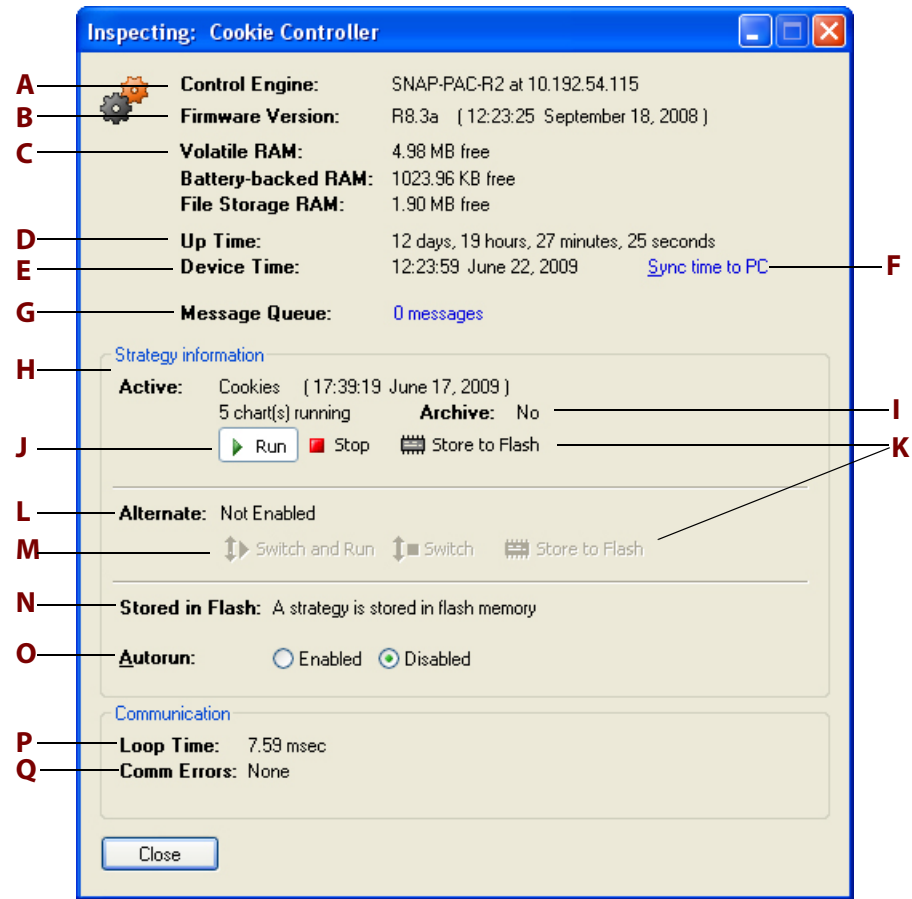 Inspecting: Cookie Controller
A Control Engine: SNAP-PAC-R2 at 10.192.54.115
B Firmware Version: R8.3a ( 12:23:25 September 18, 2008 )
C Volatile RAM: 4.98 MB free
Battery-backed RAM: 1023.96 KB free
File Storage RAM: 1.90 MB free
D Up Time: 12 days, 19 hours, 27 minutes, 25 seconds
E Device Time: 12:23:59 June 22, 2009 Sync time to PC F
G Message Queue: 0 messages
Strategy information
H
Active: Cookies ( 17:39:19 June 17, 2009 )
5 chart(s) running Archive: No I
J Run Stop Store to Flash K
L Alternate: Not Enabled
M Switch and Run Switch Store to Flash
N Stored in Flash: A strategy is stored in flash memory
O Autorun: Enabled Disabled
Communication
P Loop Time: 7.59 msec
Q Comm Errors: None
Close